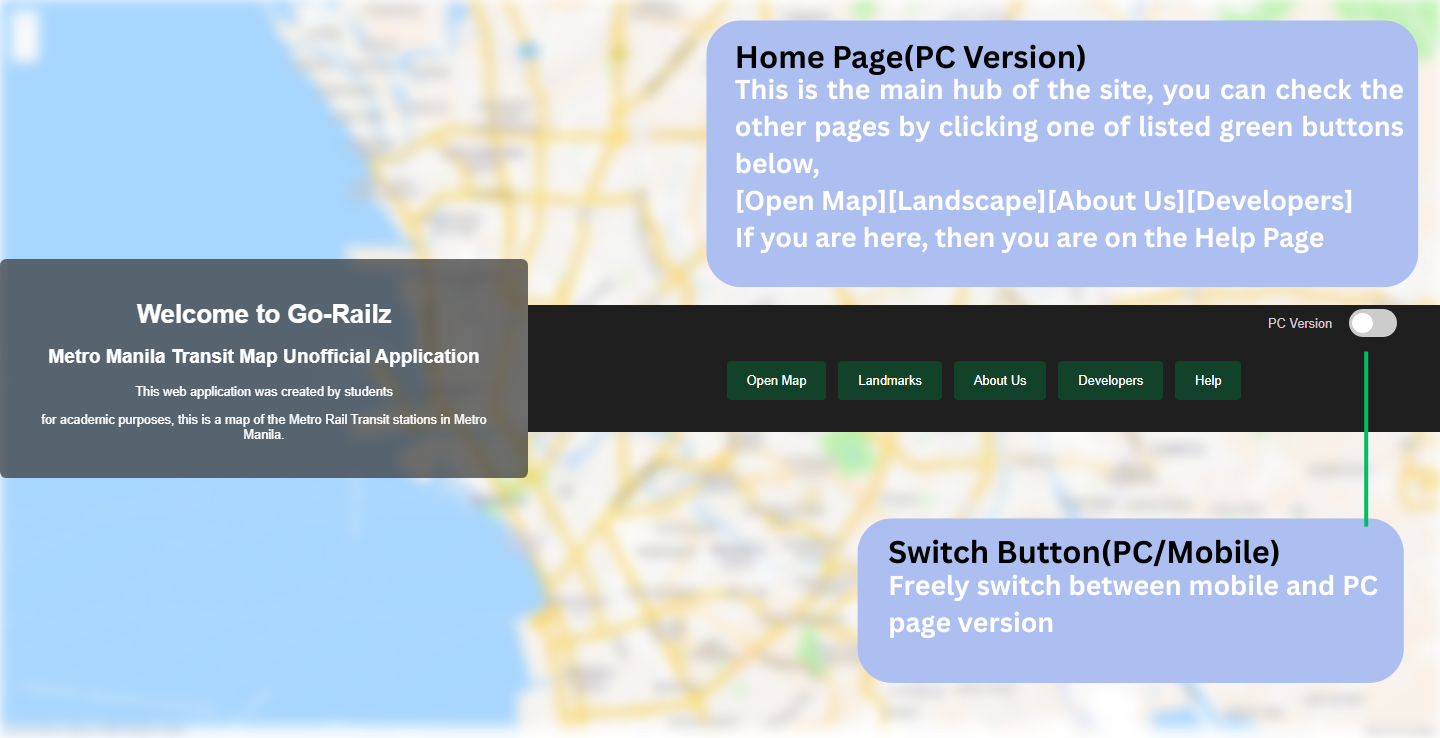 Home Page(PC Version)
This is the main hub of the site, you can check the
other pages by clicking one of listed green buttons
below,
[Open Map][Landscape][About Us][Developers]
If you are here, then you are on the Help Page
Welcome to Go-Railz
Metro Manila Transit Map Unofficial Application
This web application was created by students
for academic purposes, this is a map of the Metro Rail Transit stations in Metro
Manila.
PC Version
Open Map
Landmarks
About Us
Developers
Help
Switch Button(PC/Mobile)
Freely switch between mobile and PC
page version